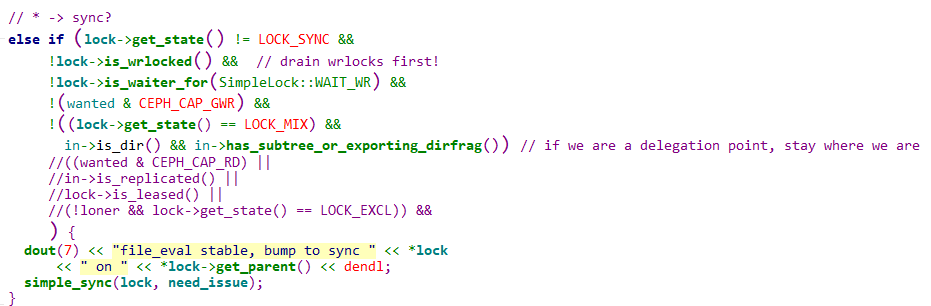 // * -> sync?
else if (lock->get_state() != LOCK_SYNC &&
!lock->is_wrlocked() &&  // drain wrlocks first!
!lock->is_waiter_for(SimpleLock::WAIT_WR) &&
!(wanted & CEPH_CAP_GWR) &&
!((lock->get_state() == LOCK_MIX) &&
in->is_dir() && in->has_subtree_or_exporting_dirfrag()) // if we are a delegation point, stay where we are
//((wanted & CEPH_CAP_RD) ||
//in->is_replicated() ||
//lock->is_leased() ||
//(!loner && lock->get_state() == LOCK_EXCL)) &&
) {
dout(7) << "file_eval stable, bump to sync " << *lock
<< " on " << *lock->get_parent() << dendl;
simple_sync(lock, need_issue);
}